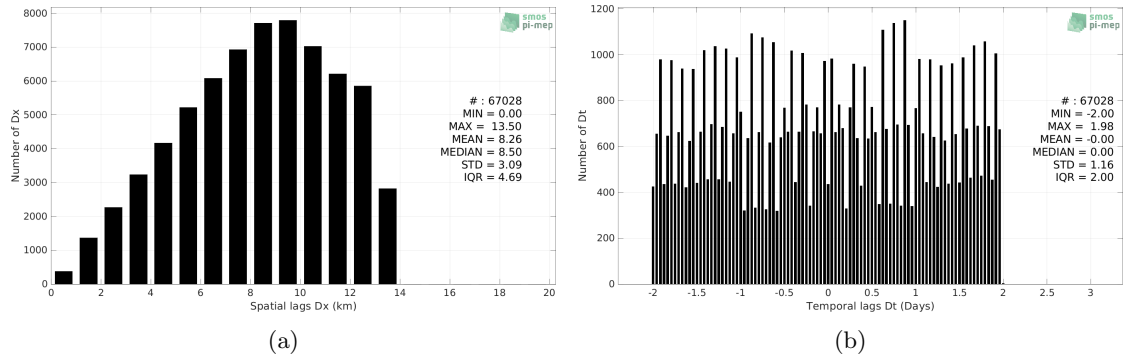 8000
7000
6000
5000
4000
3000
2000
1000
0
Number of Dx
0 2 4 6 8 10 12 14 16 18 20
Spatial lags Dx (km)
smos
pi-mep
# : 67028
MIN = 0.00
MAX = 13.50
MEAN = 8.26
MEDIAN = 8.50
STD = 3.09
IQR = 4.69
(a)
1200
1000
800
600
400
200
0
Number of Dt
-2 -1.5 -1 -0.5 0 0.5 1 1.5 2 2.5 3
Temporal lags Dt (Days)
smos
pi-mep
# : 67028
MIN = -2.00
MAX = 1.98
MEAN = -0.00
MEDIAN = 0.00
STD = 1.16
IQR = 2.00
(b)